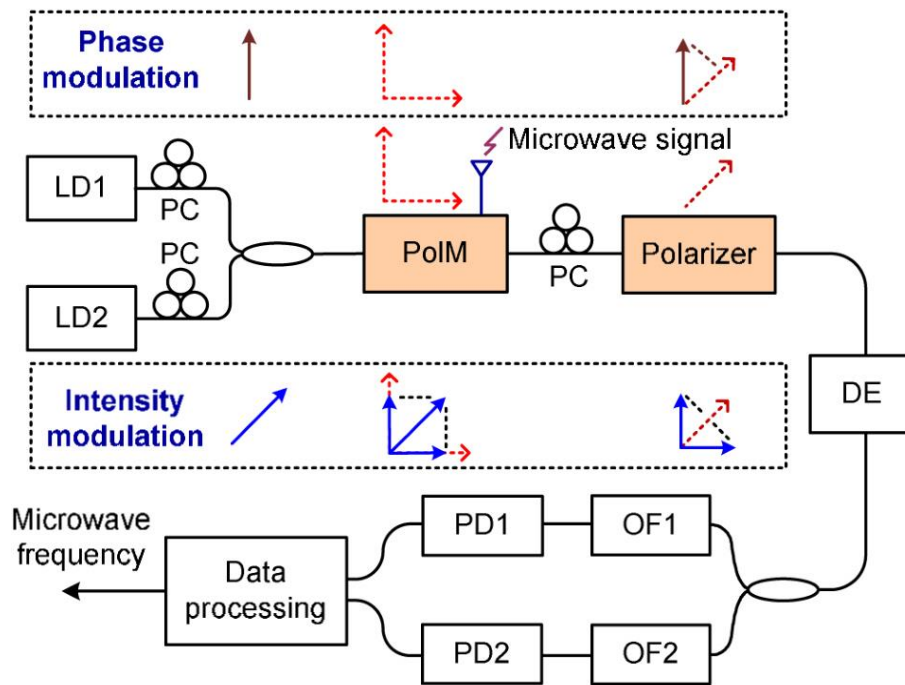 Phase
modulation
Microwave signal
LD1
PC
PolM
PC
Polarizer
PC
LD2
Intensity
modulation
DE
Microwave
frequency
PD1
OF1
Data
processing
PD2
OF2